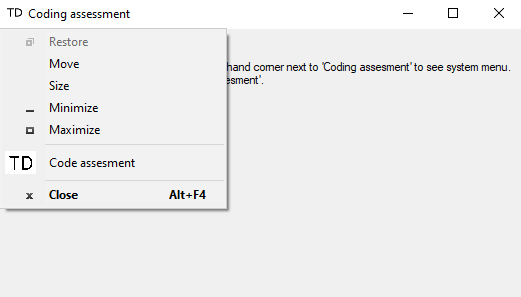 TD Coding assessment
Restore
Move
hand corner next to 'Coding assesment' to see system menu.
Size
esment'.
Minimize
Maximize
TD Code assesment
Close Alt+F4